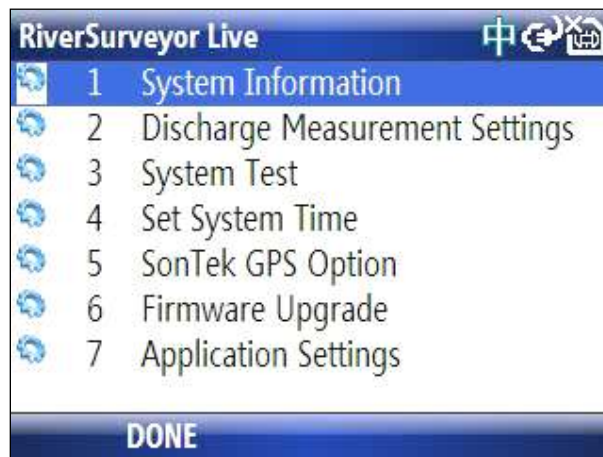 RiverSurveyor Live 中
1 System Information
2 Discharge Measurement Settings
3 System Test
4 Set System Time
5 SonTek GPS Option
6 Firmware Upgrade
7 Application Settings
DONE